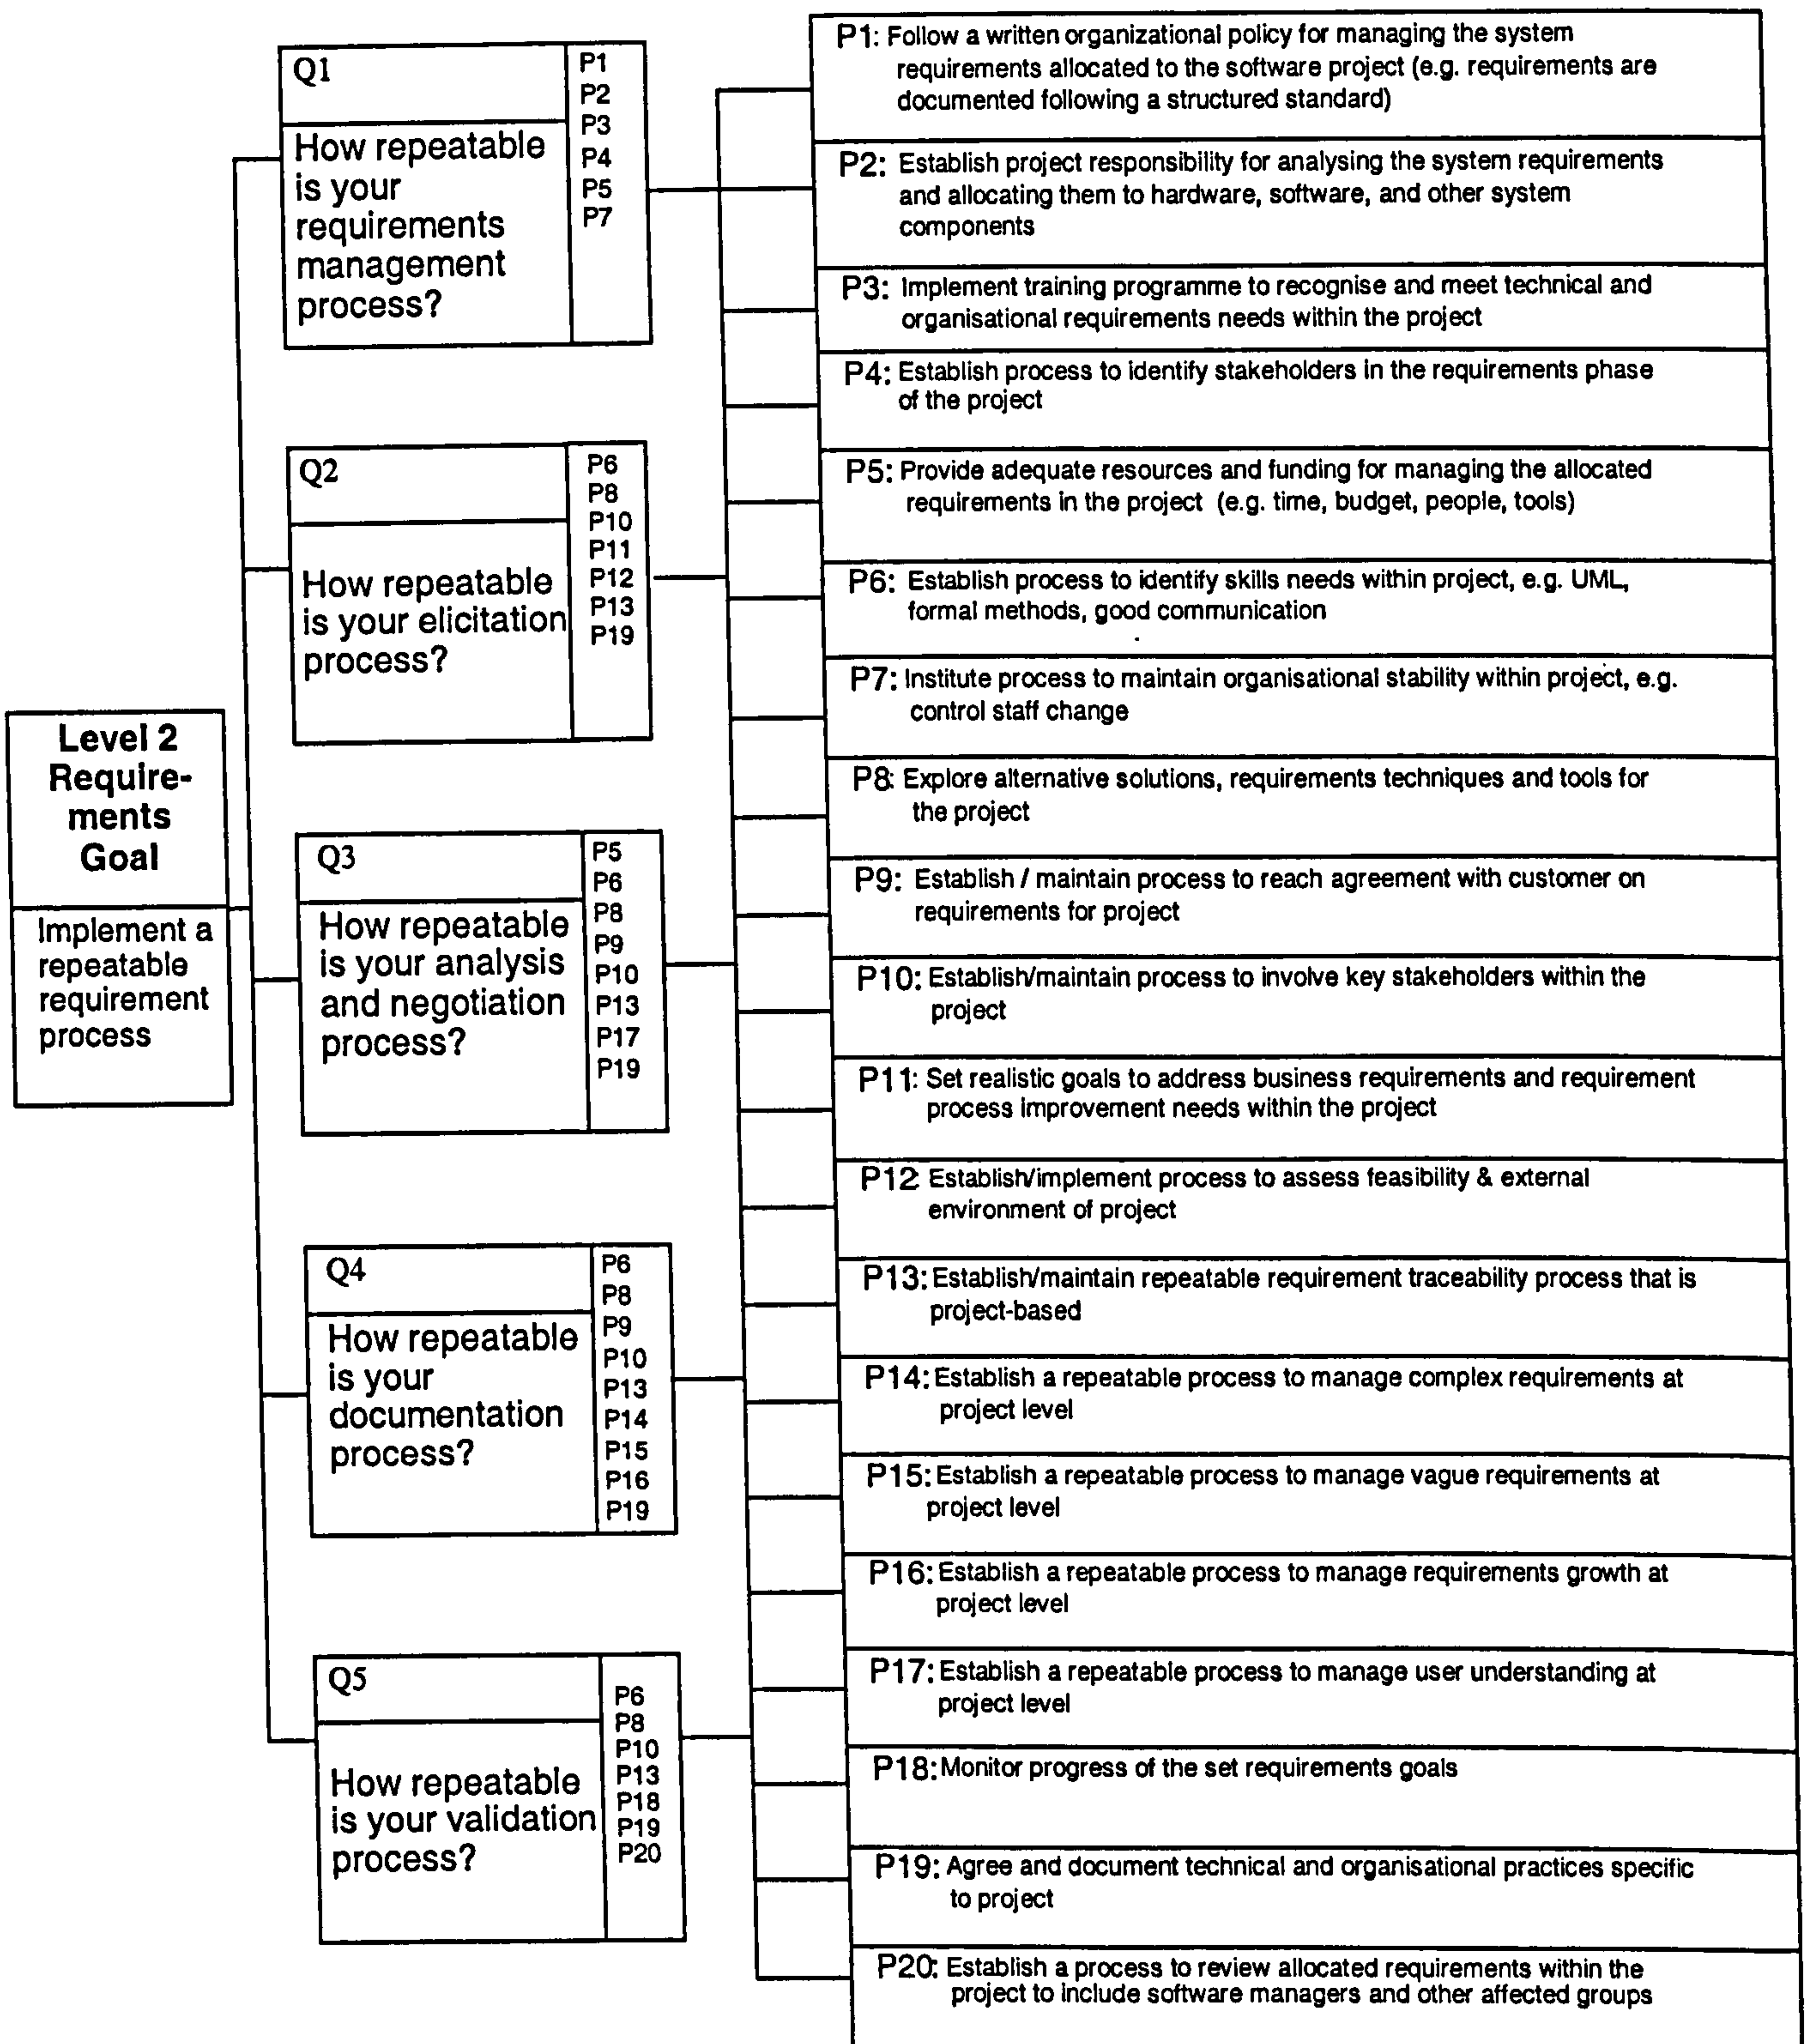 Level 2
Require-
ments
Goal
Implement a
repeatable
requirement
process
Q1
How repeatable
is your
requirements
management
process?
P1
P2
P3
P4
P5
P7
Q2
How repeatable
is your elicitation
process?
P6
P8
P10
P11
P12
P13
P19
Q3
How repeatable
is your analysis
and negotiation
process?
P5
P6
P8
P9
P10
P13
P17
P19
Q4
How repeatable
is your
documentation
process?
P6
P8
P9
P10
P13
P14
P15
P16
P19
Q5
How repeatable
is your validation
process?
P6
P8
P10
P13
P18
P19
P20
P1: Follow a written organizational policy for managing the system
requirements allocated to the software project (e.g. requirements are
documented following a structured standard)
P2: Establish project responsibility for analysing the system requirements
and allocating them to hardware, software, and other system
components
P3: Implement training programme to recognise and meet technical and
organisational requirements needs within the project
P4: Establish process to identify stakeholders in the requirements phase
of the project
P5: Provide adequate resources and funding for managing the allocated
requirements in the project (e.g. time, budget, people, tools)
P6: Establish process to identify skills needs within project, e.g. UML,
formal methods, good communication
P7: Institute process to maintain organisational stability within project, e.g.
control staff change
P8: Explore alternative solutions, requirements techniques and tools for
the project
P9: Establish / maintain process to reach agreement with customer on
requirements for project
P10: Establish/maintain process to involve key stakeholders within the
project
P11: Set realistic goals to address business requirements and requirement
process improvement needs within the project
P12 Establish/implement process to assess feasibility & external
environment of project
P13: Establish/maintain repeatable requirement traceability process that is
project-based
P14: Establish a repeatable process to manage complex requirements at
project level
P15: Establish a repeatable process to manage vague requirements at
project level
P16: Establish a repeatable process to manage requirements growth at
project level
P17: Establish a repeatable process to manage user understanding at
project level
P18: Monitor progress of the set requirements goals
P19: Agree and document technical and organisational practices specific
to project
P20: Establish a process to review allocated requirements within the
project to include software managers and other affected groups